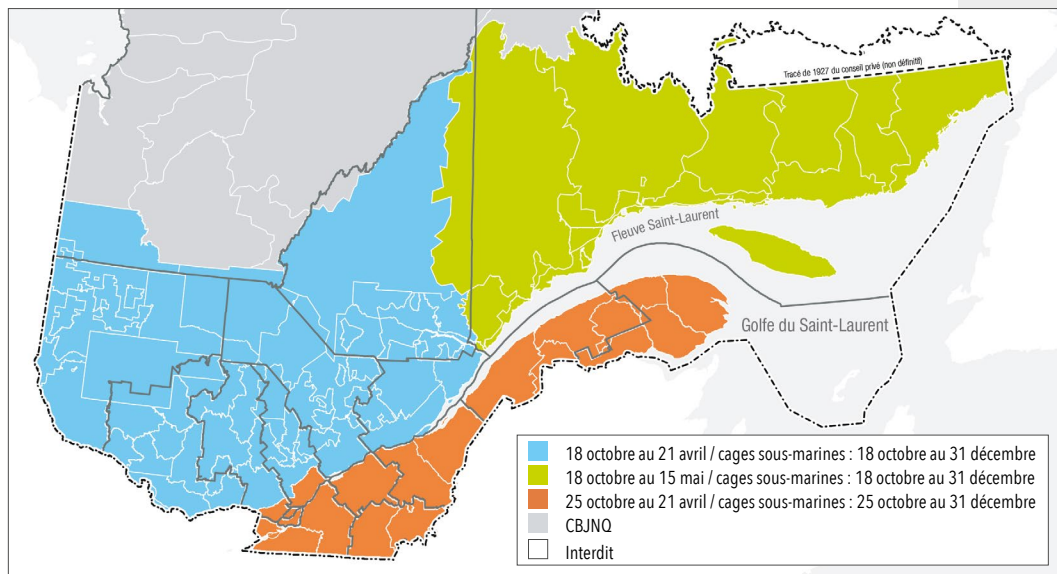 Tracé de 1927 du conseil privé (non définitif)
Fleuve Saint-Laurent
Golfe du Saint-Laurent
18 octobre au 21 avril / cages sous-marines : 18 octobre au 31 décembre
18 octobre au 15 mai / cages sous-marines : 18 octobre au 31 décembre
25 octobre au 21 avril / cages sous-marines : 25 octobre au 31 décembre
CBJNQ
Interdit